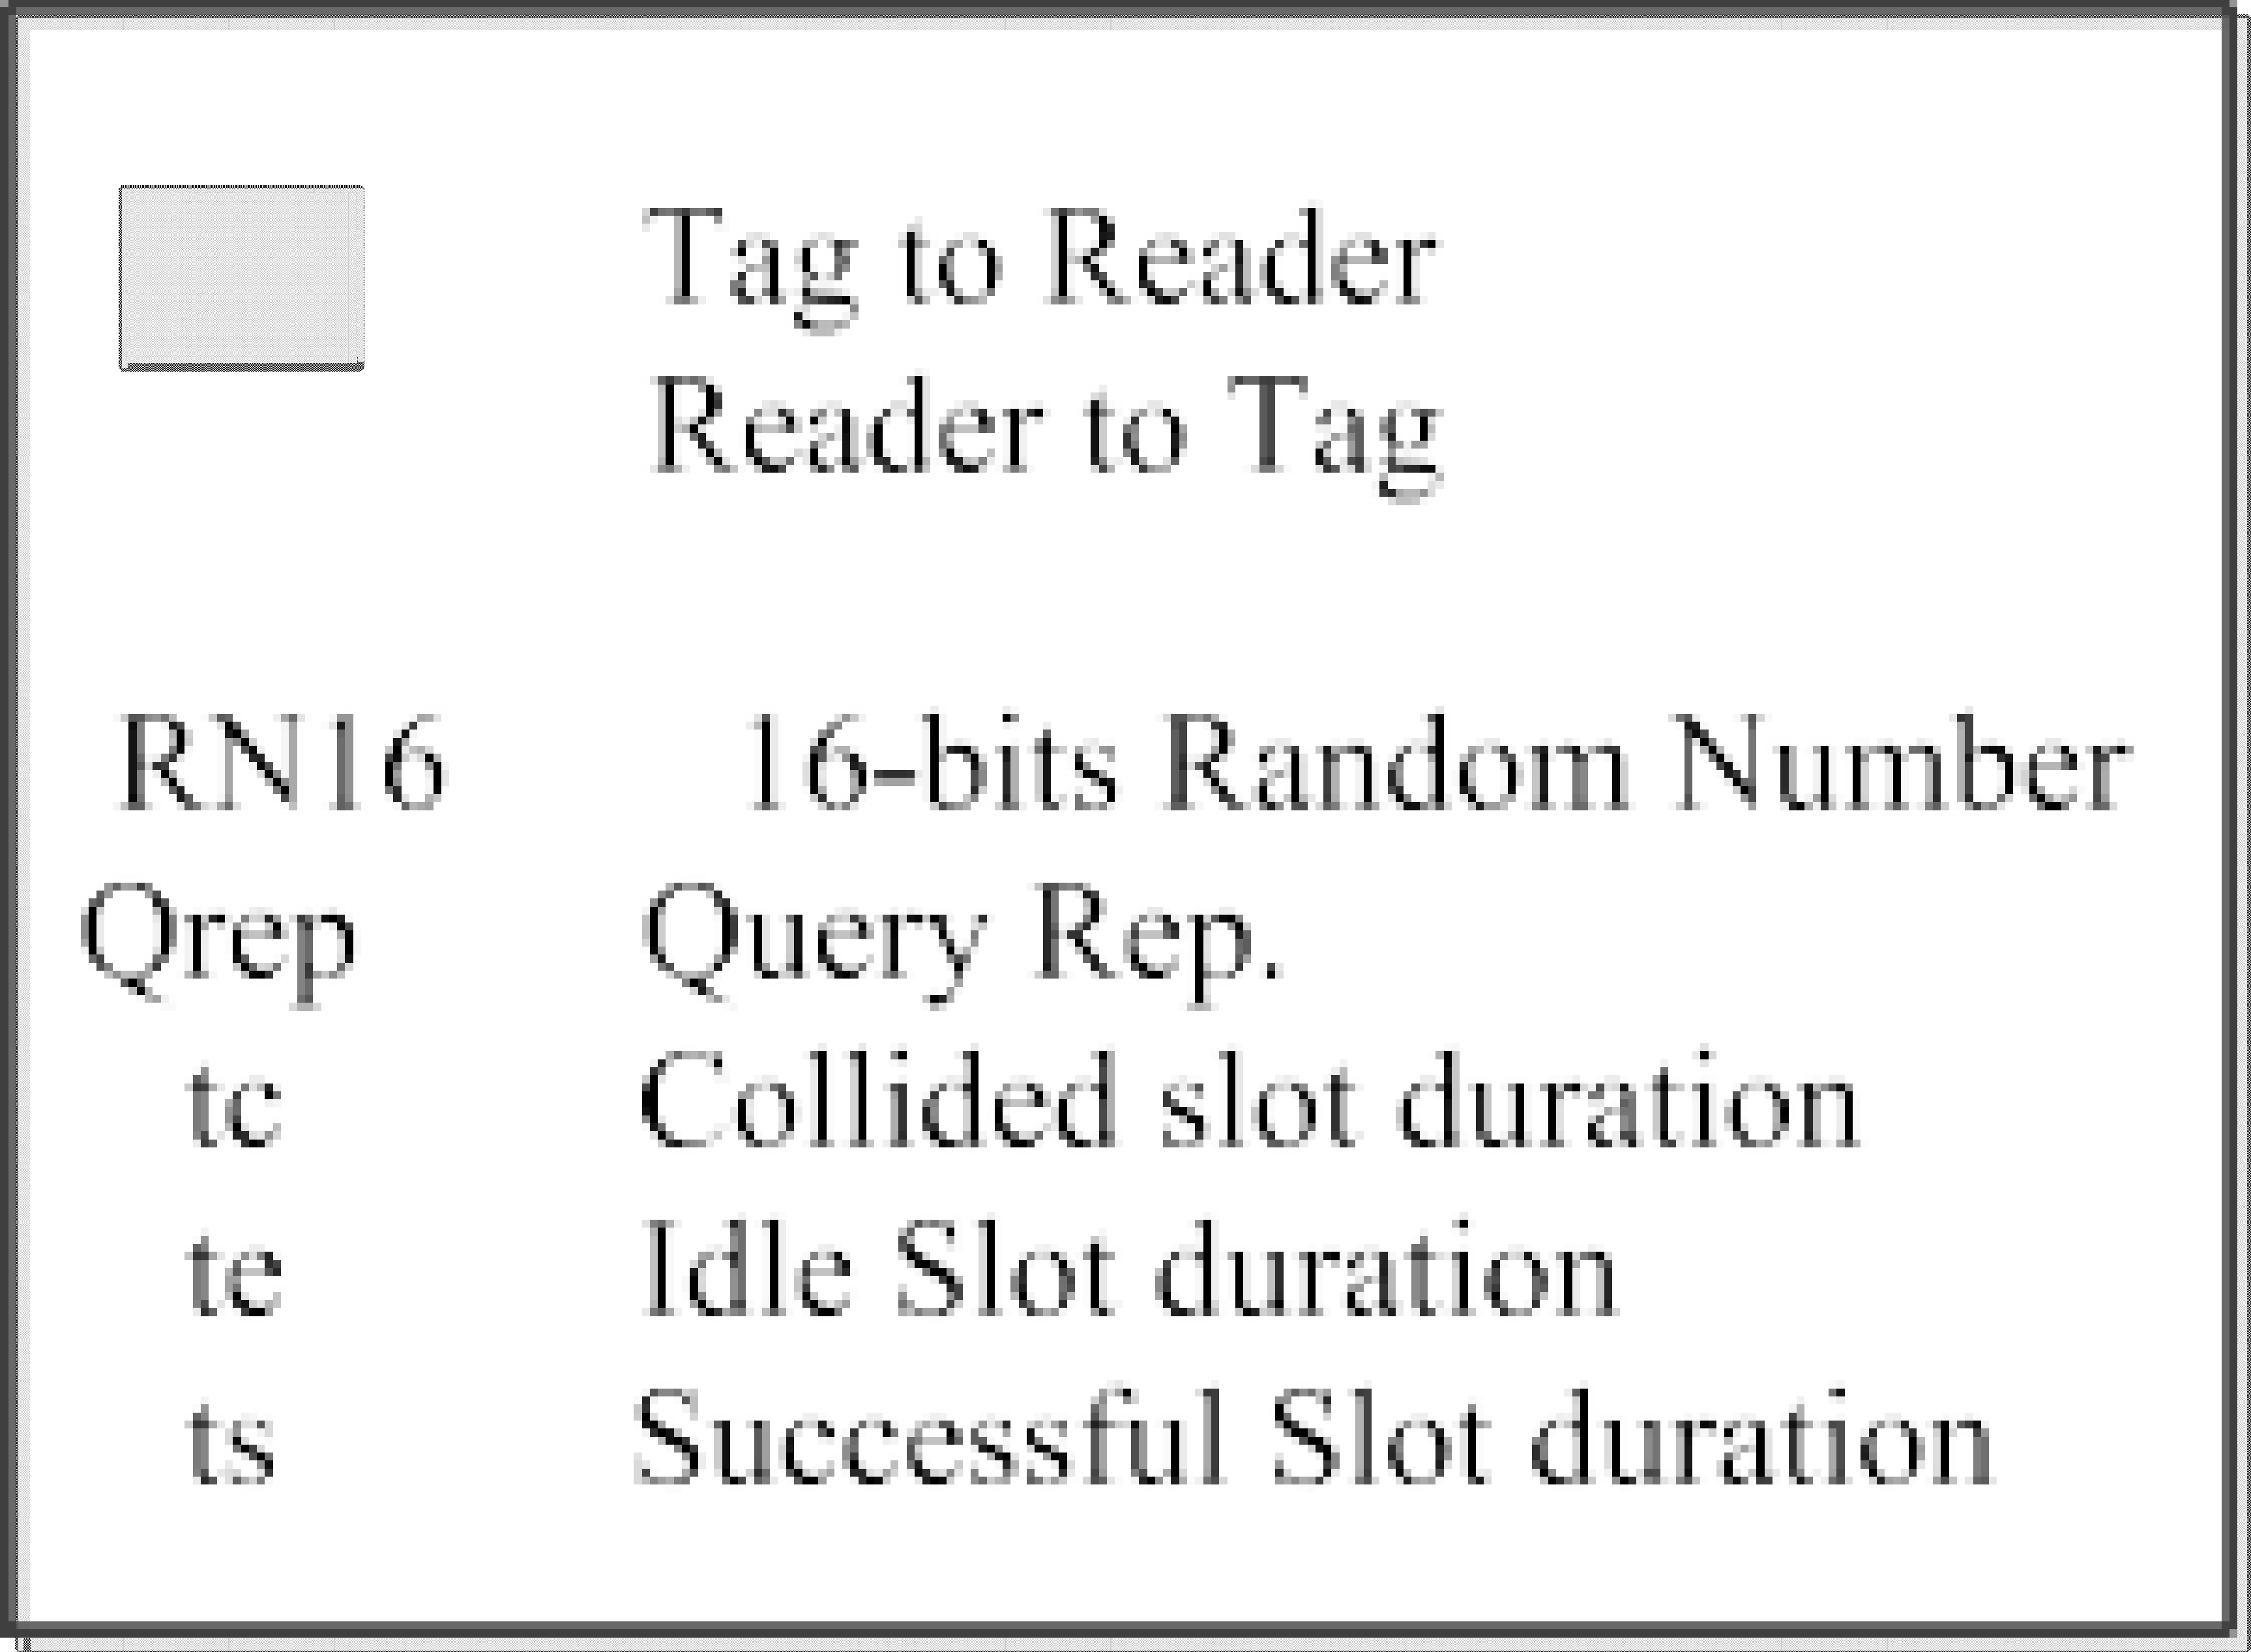 Tag to Reader
Reader to Tag
RN16 16-bits Random Number
Qrep Query Rep.
tc Collided slot duration
te Idle Slot duration
ts Successful Slot duration